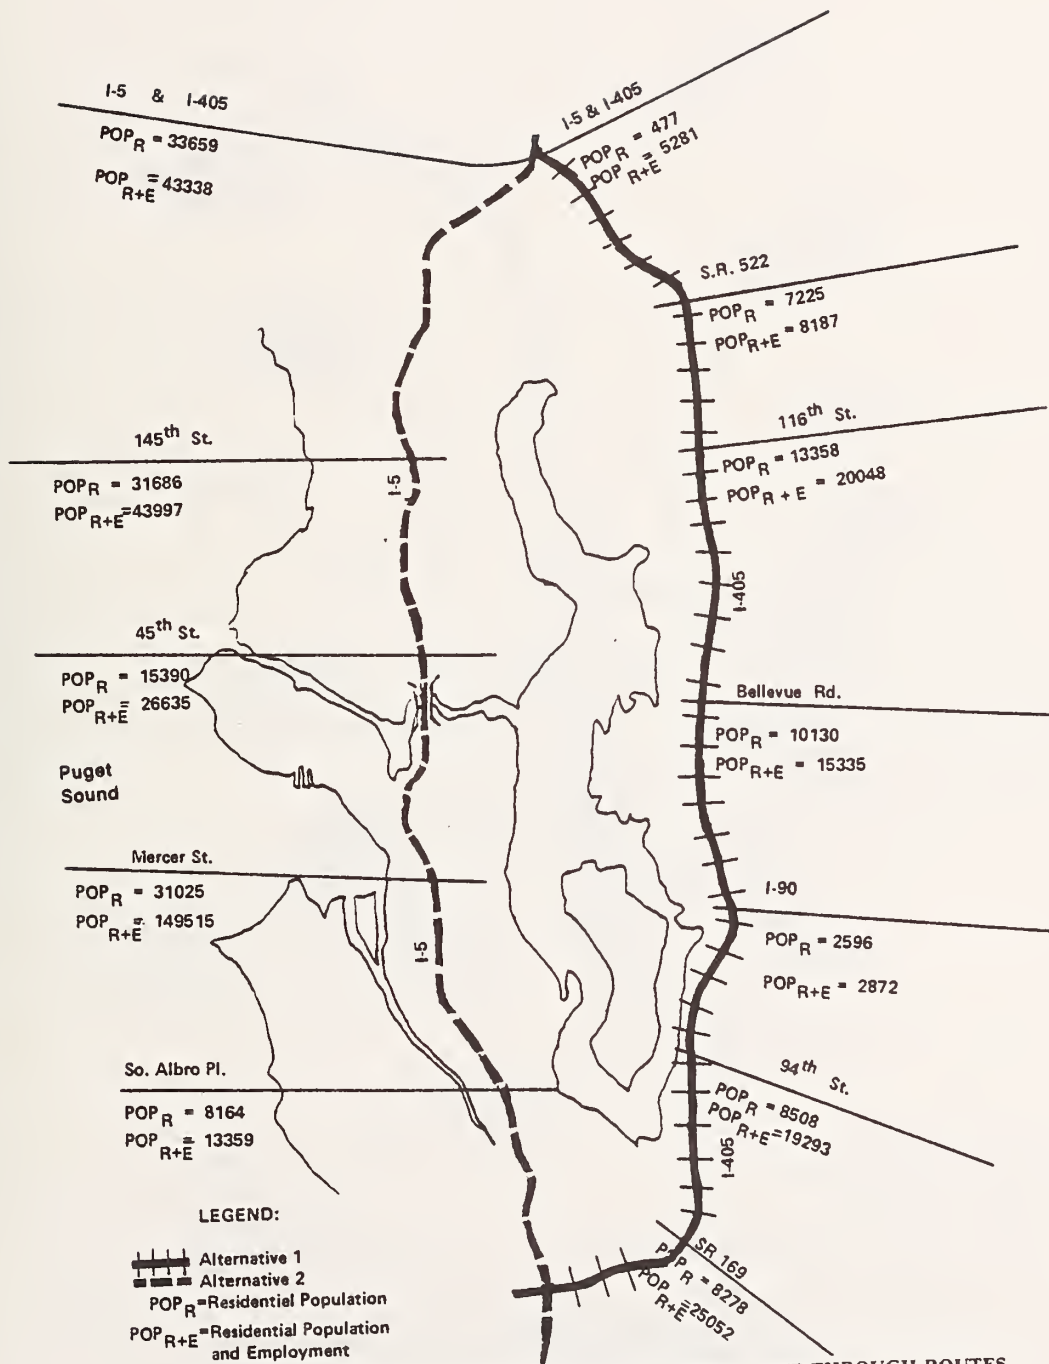 I-5 & I-405
POPR = 33659
POPR+E = 43338
I-5 & I-405
POPR = 477
POPR+E = 5281
S.R. 522
POPR = 7225
POPR+E = 8187
116th St.
POPR = 13358
POPR + E = 20048
145th St.
POPR = 31686
POPR+E = 43997
I-5
I-405
45th St.
POPR = 15390
POPR+E = 26635
Bellevue Rd.
POPR = 10130
POPR+E = 15335
Puget
Sound
Mercer St.
POPR = 31025
POPR+E = 149515
I-5
I-90
POPR = 2596
POPR+E = 2872
So. Albro Pl.
POPR = 8164
POPR+E = 13359
94th St.
POPR = 8508
POPR+E = 19293
I-405
SR 169
POPR = 8278
POPR+E = 25052
LEGEND:
Alternative 1
Alternative 2
POPR=Residential Population
POPR+E=Residential Population
and Employment
THROUGH ROUTES